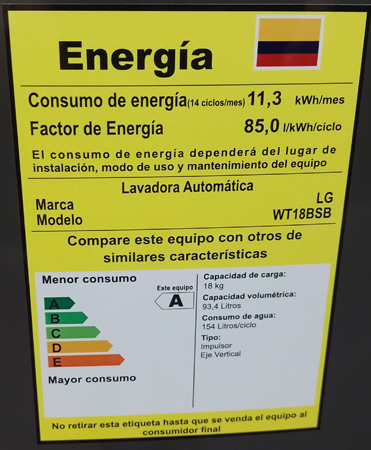 Energía
Consumo de energía(14 ciclos/mes) 11,3 kWh/mes
Factor de Energía 85,0 l/kWh/ciclo
El consumo de energía dependerá del lugar de
instalación, modo de uso y mantenimiento del equipo
Lavadora Automática
Marca LG
Modelo WT18BSB
Compare este equipo con otros de
similares características
Menor consumo
A
B
C
D
E
Mayor consumo
Este equipo
A
Capacidad de carga:
18 kg
Capacidad volumétrica:
93,4 Litros
Consumo de agua:
154 Litros/ciclo
Tipo:
Impulsor
Eje Vertical
No retirar esta etiqueta hasta que se venda el equipo al
consumidor final